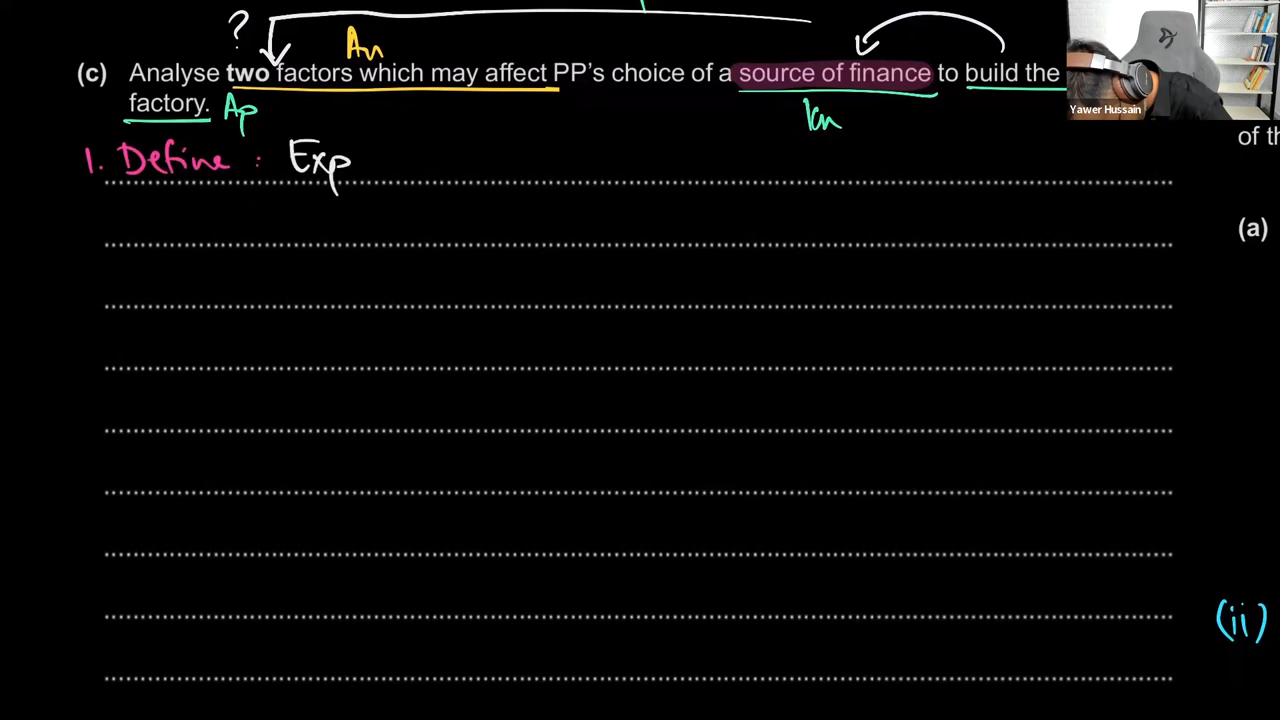 ? An
(c) Analyse two factors which may affect PP's choice of a source of finance to build the
factory. Ap kn
Yawer Hussain
of th
1. Define : Exp
(a)
(ii)